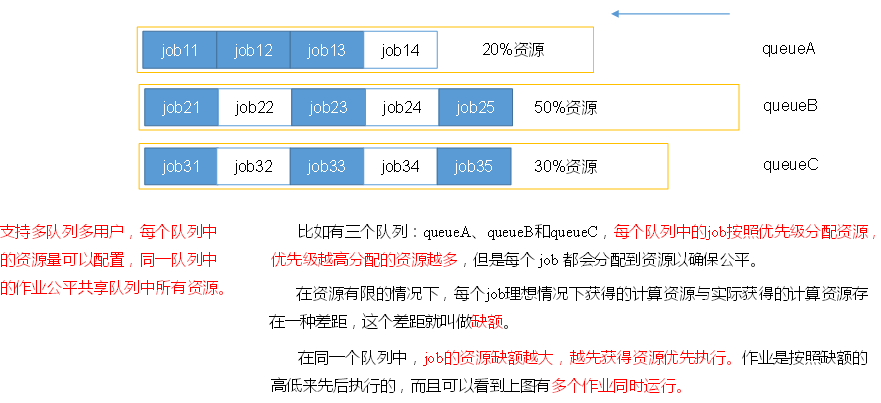 job11 job12 job13 job14 20%资源 queueA
job21 job22 job23 job24 job25 50%资源 queueB
job31 job32 job33 job34 job35 30%资源 queueC
支持多队列多用户，每个队列中
的资源量可以配置，同一队列中
的作业公平共享队列中所有资源。
比如有三个队列：queueA、queueB和queueC，每个队列中的job按照优先级分配资源，
优先级越高分配的资源越多，但是每个 job 都会分配到资源以确保公平。
在资源有限的情况下，每个job理想情况下获得的计算资源与实际获得的计算资源存
在一种差距，这个差距就叫做缺额。
在同一个队列中，job的资源缺额越大，越先获得资源优先执行。作业是按照缺额的
高低来先后执行的，而且可以看到上图有多个作业同时运行。